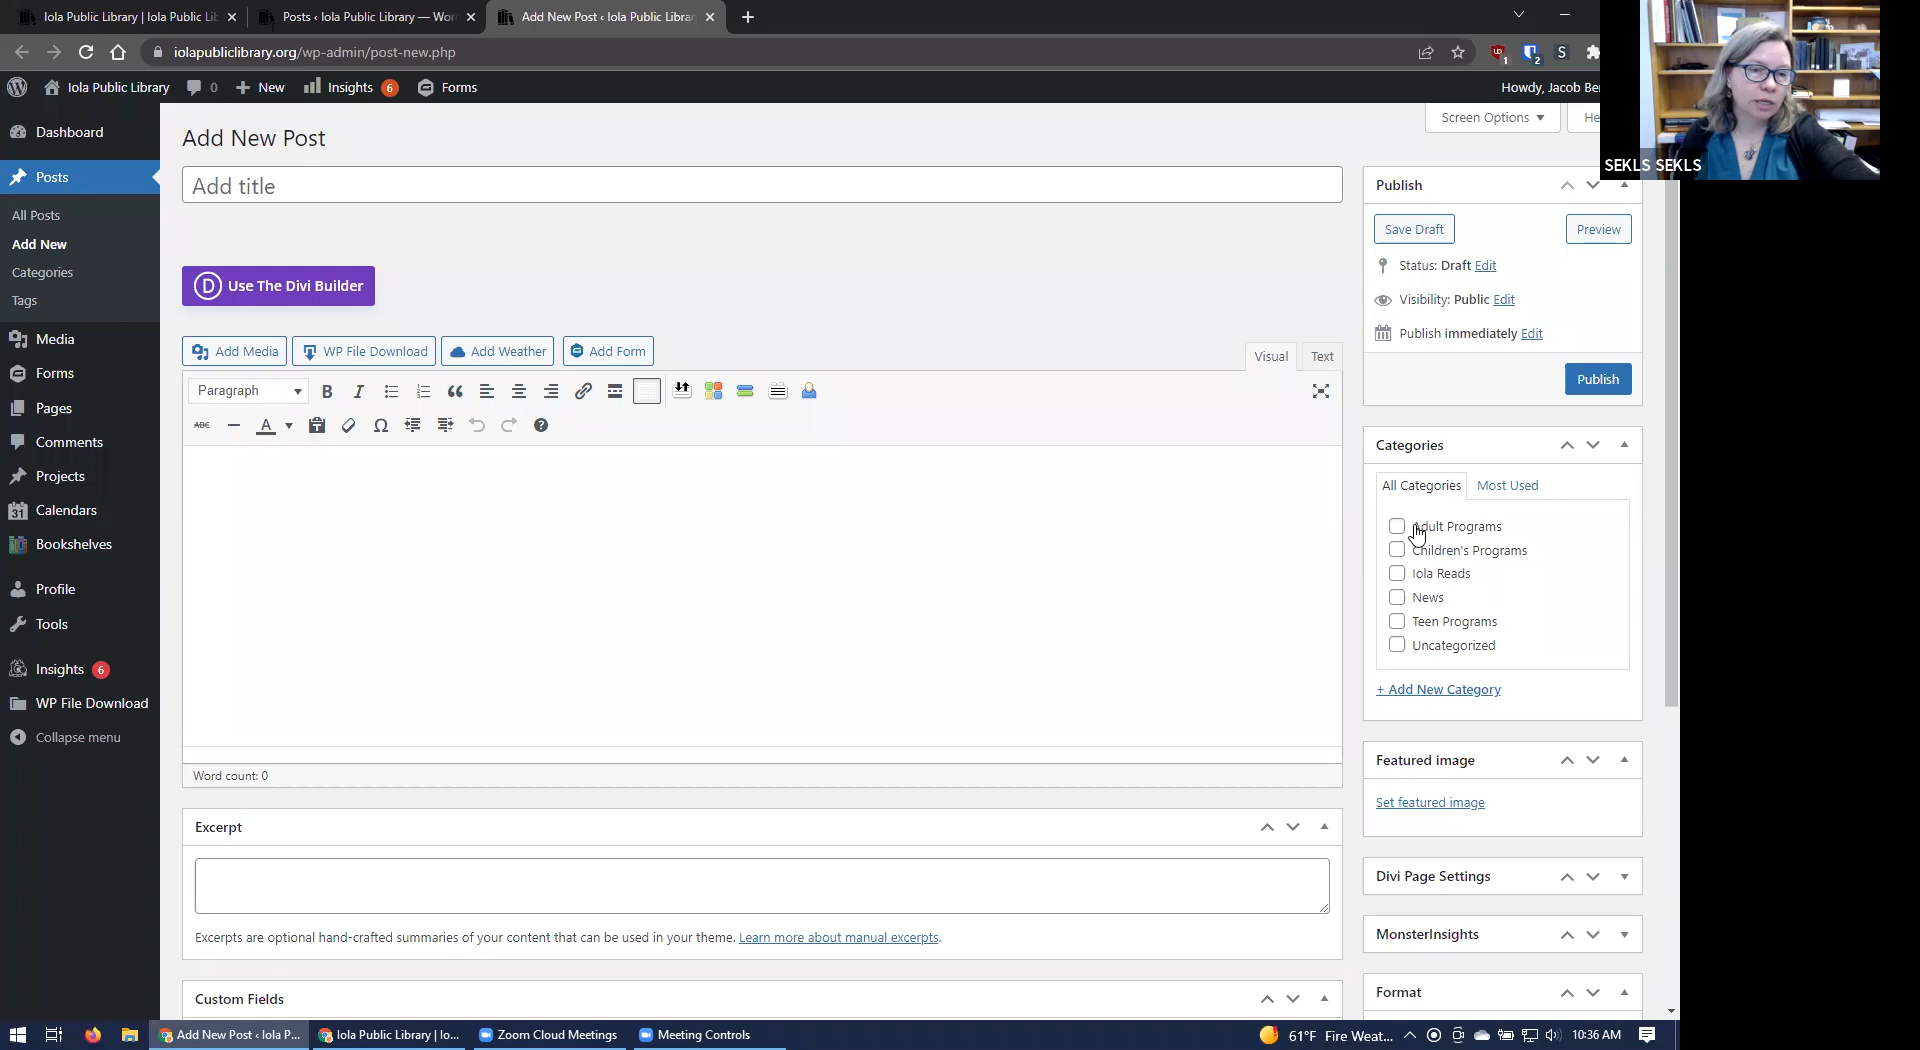 Iola Public Library | Iola Public Lib
Posts ‹ Iola Public Library — Wor
Add New Post ‹ Iola Public Libra
iolapubliclibrary.org/wp-admin/post-new.php
1
2
S
Iola Public Library
0
New
Insights
6
Forms
Howdy, Jacob Ber
SEKLS SEKLS
Dashboard
Posts
All Posts
Add New
Categories
Tags
Media
Forms
Pages
Comments
Projects
Calendars
Bookshelves
Profile
Tools
Insights 6
WP File Download
Collapse menu
Add New Post
Screen Options
He
Add title
D Use The Divi Builder
Add Media
WP File Download
Add Weather
Add Form
Visual
Text
Paragraph
B
I
ABC
A
Ω
Word count: 0
Excerpt
Excerpts are optional hand-crafted summaries of your content that can be used in your theme. Learn more about manual excerpts.
Custom Fields
Publish
Save Draft
Preview
Status: Draft Edit
Visibility: Public Edit
Publish immediately Edit
Publish
Categories
All Categories
Most Used
Adult Programs
Children's Programs
Iola Reads
News
Teen Programs
Uncategorized
+ Add New Category
Featured image
Set featured image
Divi Page Settings
MonsterInsights
Format
Add New Post ‹ Iola P...
Iola Public Library | Io...
Zoom Cloud Meetings
Meeting Controls
61°F Fire Weat...
10:36 AM